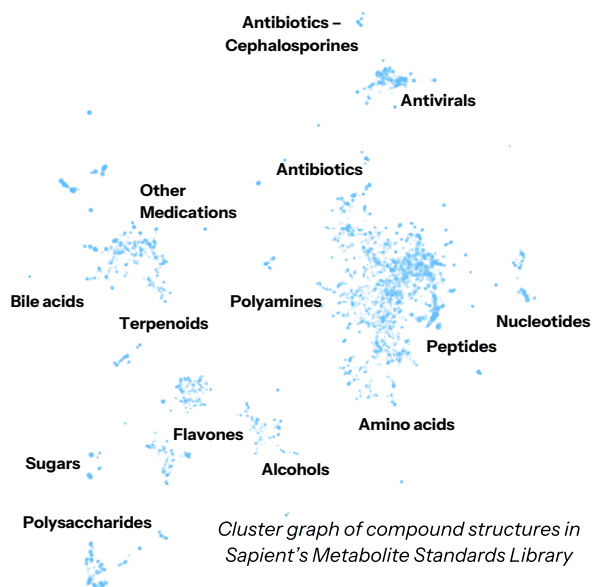 Antibiotics –
Cephalosporines
Antivirals
Antibiotics
Other
Medications
Bile acids
Polyamines
Terpenoids
Nucleotides
Peptides
Amino acids
Flavones
Sugars
Alcohols
Polysaccharides
Cluster graph of compound structures in
Sapient’s Metabolite Standards Library